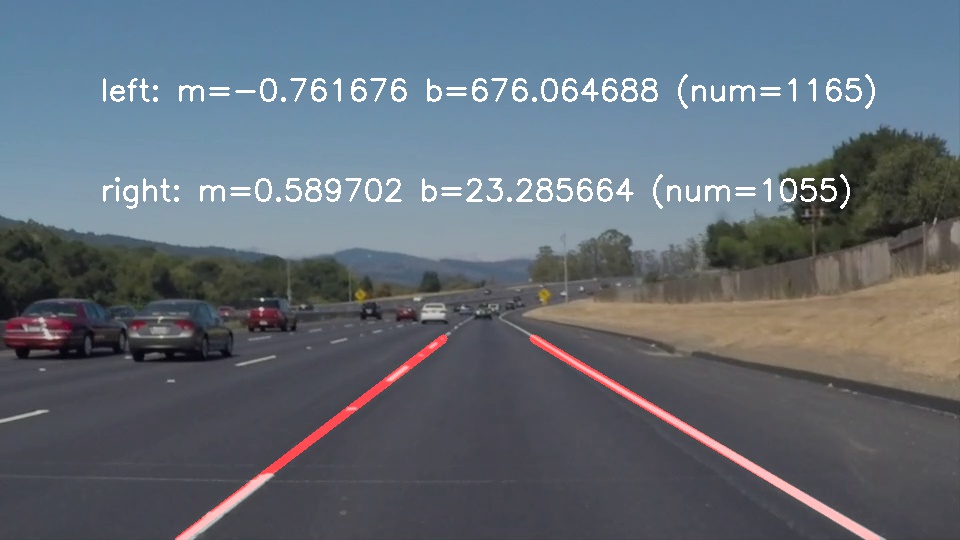 left: m=-0.761676 b=676.064688 (num=1165)
right: m=0.589702 b=23.285664 (num=1055)